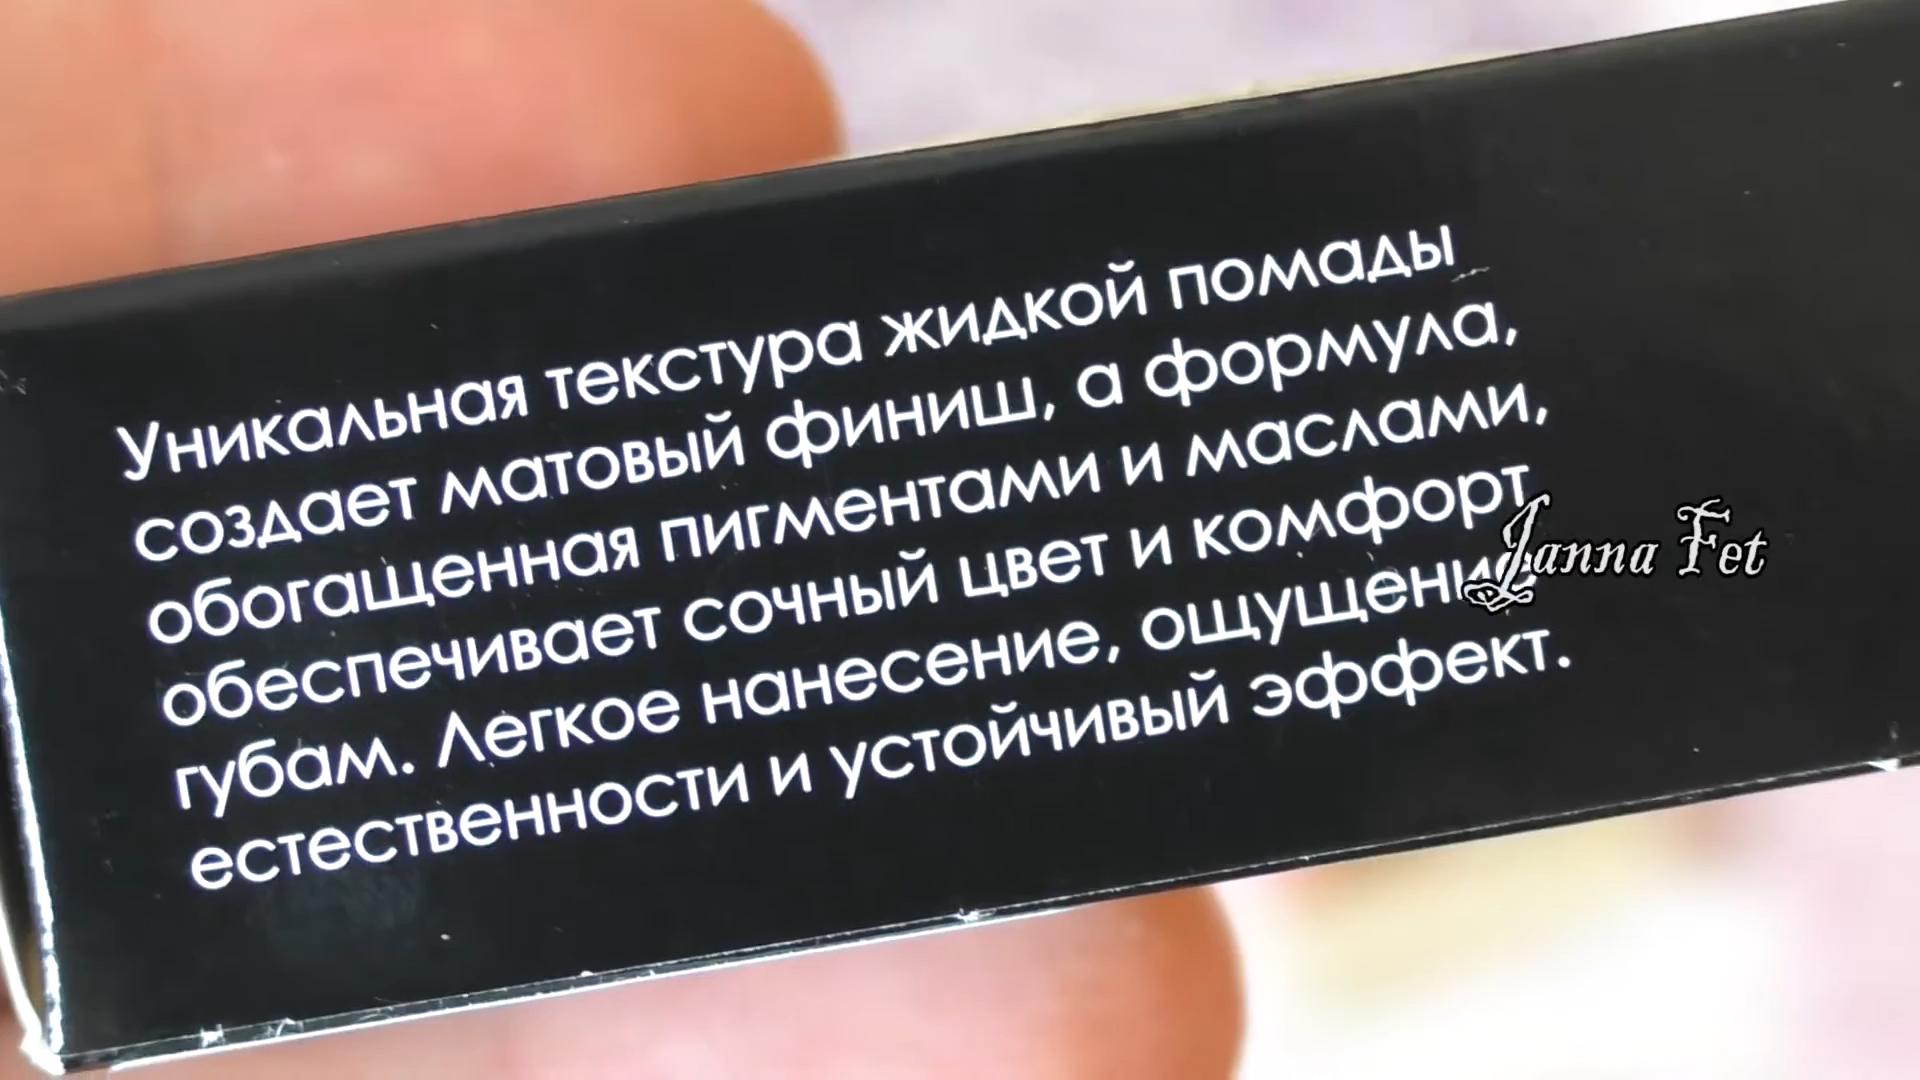 Уникальная текстура жидкой помады
создает матовый финиш, а формула,
обогащенная пигментами и маслами,
обеспечивает сочный цвет и комфорт
губам. Легкое нанесение, ощущение
естественности и устойчивый эффект.
Janna Fet